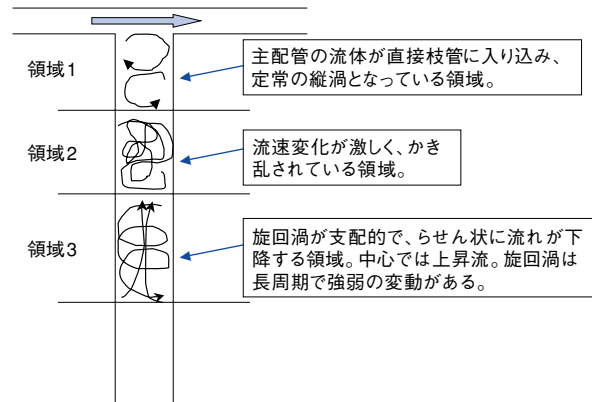 領域1
主配管の流体が直接枝管に入り込み、
定常の縦渦となっている領域。
領域2
流速変化が激しく、かき
乱されている領域。
領域3
旋回渦が支配的で、らせん状に流れが下
降する領域。中心では上昇流。旋回渦は
長周期で強弱の変動がある。